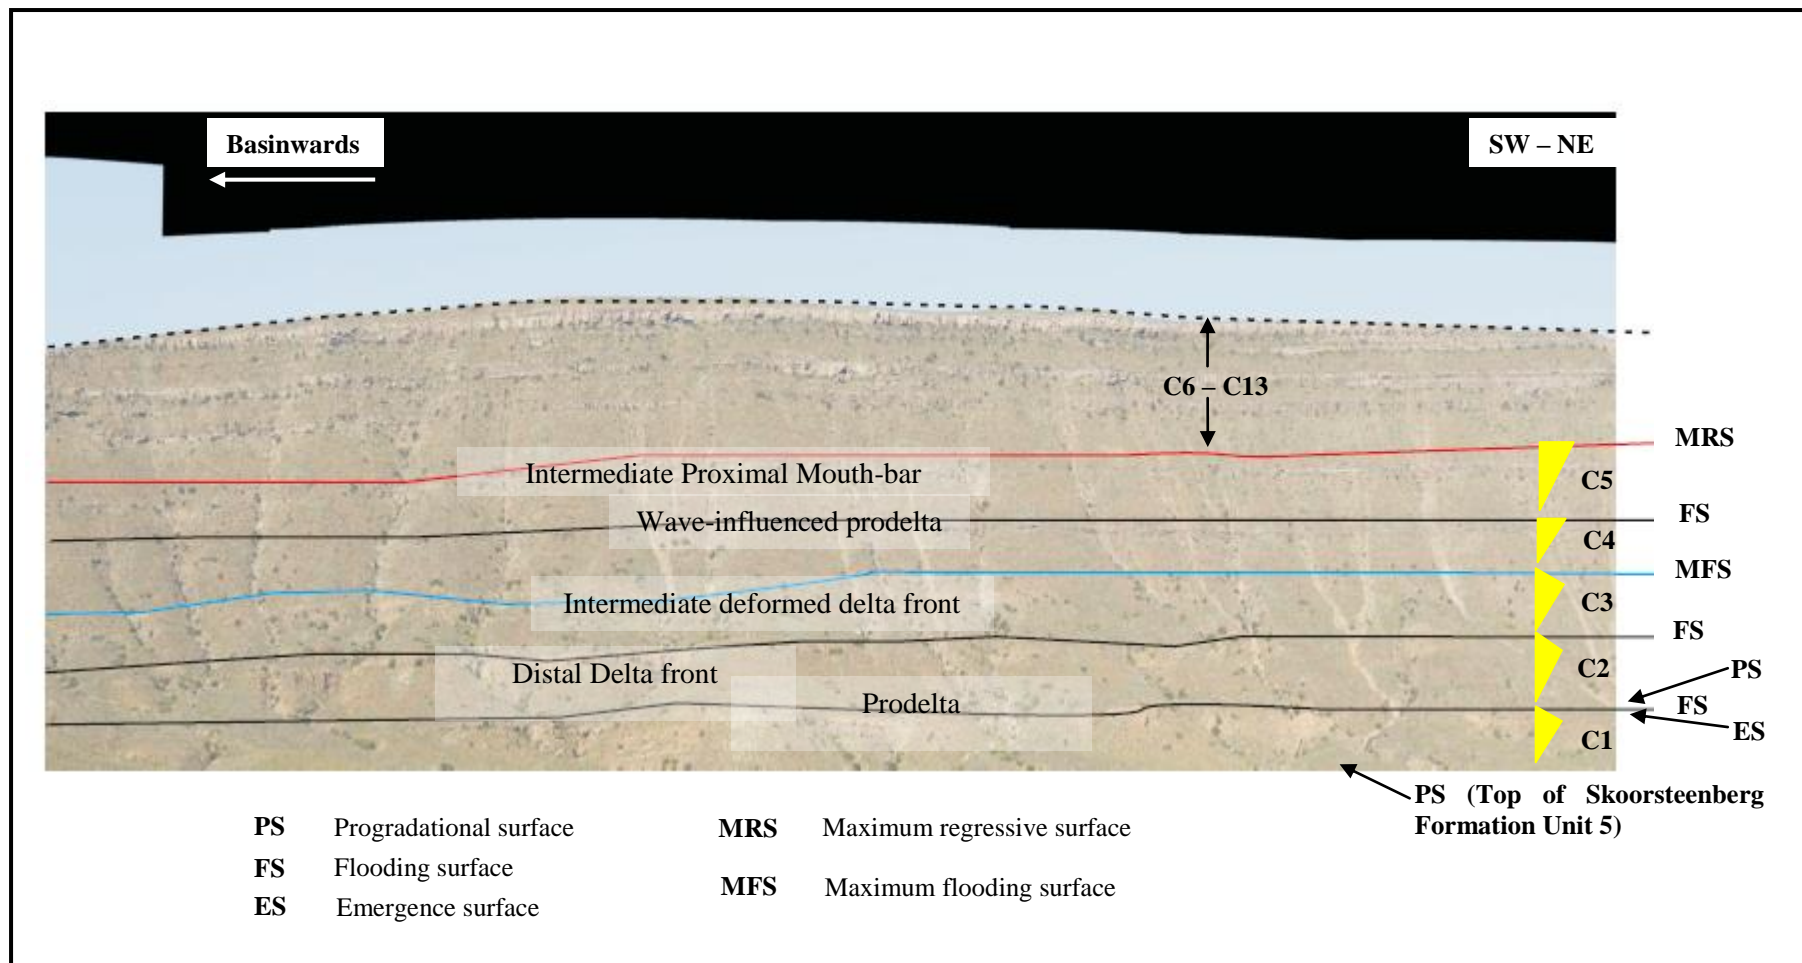 Basinwards
SW – NE
C6 – C13
MRS
Intermediate Proximal Mouth-bar
C5
Wave-influenced prodelta
FS
C4
MFS
Intermediate deformed delta front
C3
FS
Distal Delta front
C2
PS
Prodelta
FS
ES
C1
PS (Top of Skoorsteenberg
Formation Unit 5)
PS Progradational surface
MRS Maximum regressive surface
FS Flooding surface
MFS Maximum flooding surface
ES Emergence surface